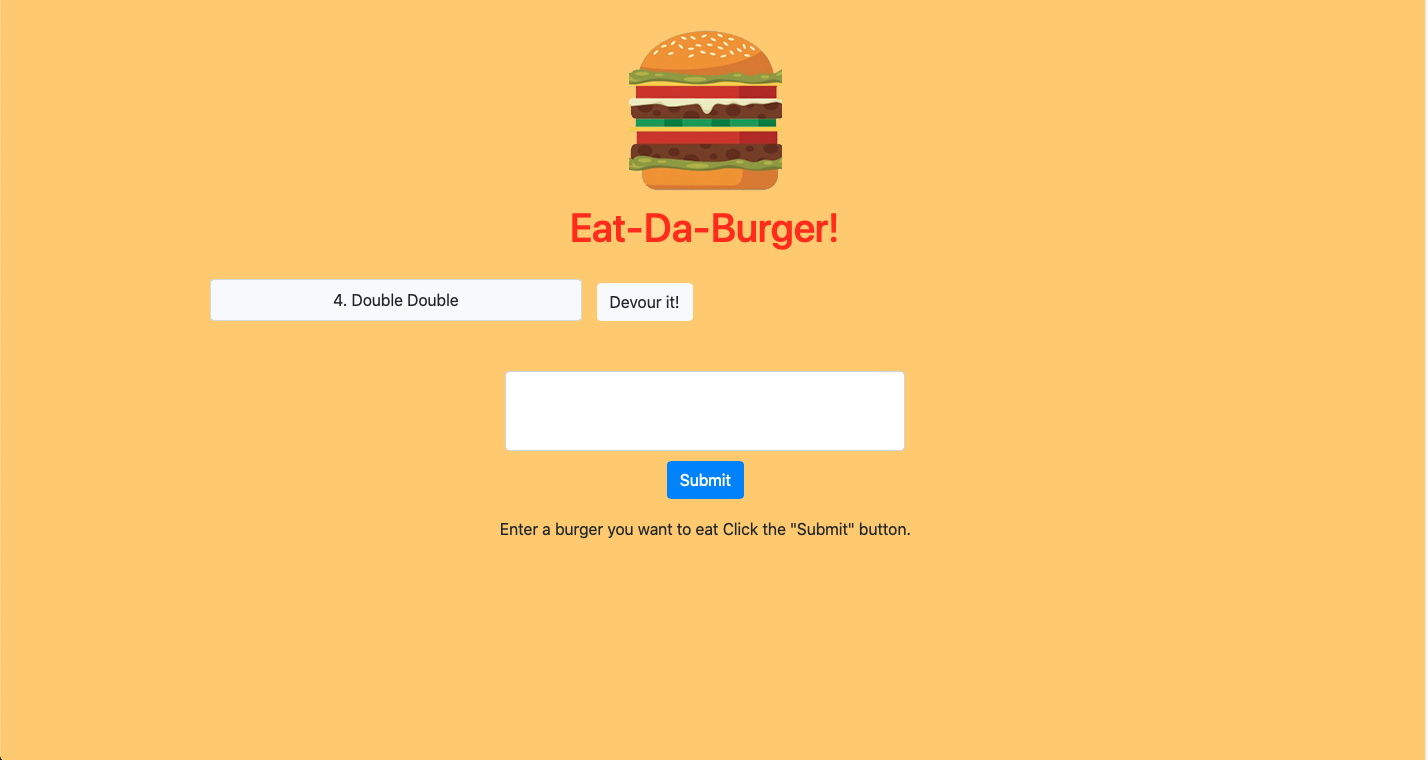 Eat-Da-Burger!
4. Double Double
Devour it!
Submit
Enter a burger you want to eat Click the "Submit" button.